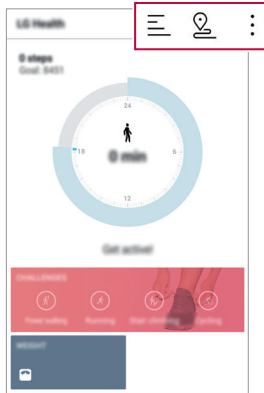 LG Health
0 steps
Goal: 8451
24
18
6
0 min
12
Get active!
CHALLENGES
Power walking Running Stair climbing Cycling
WEIGHT